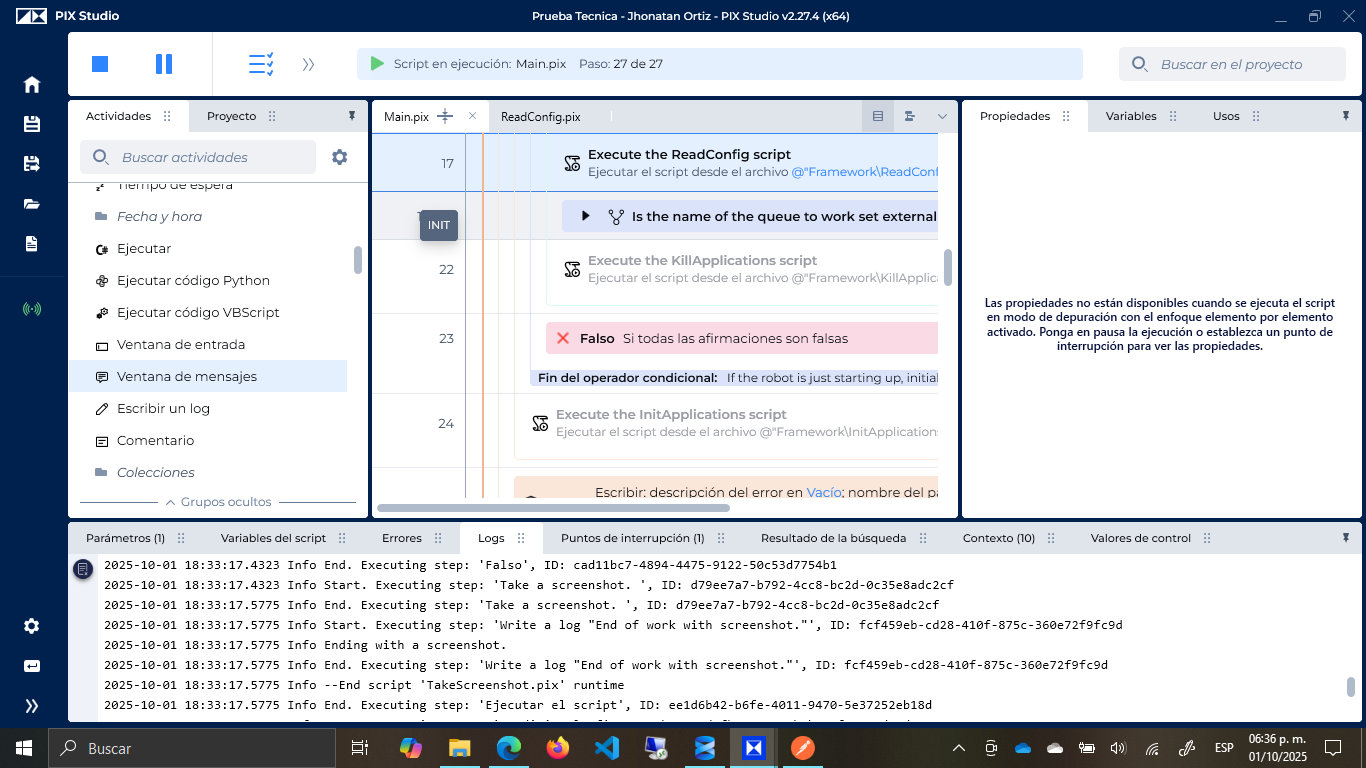 PIX Studio
Prueba Tecnica - Jhonatan Ortiz - PIX Studio v2.27.4 (x64)
Script en ejecución: Main.pix Paso: 27 de 27
Buscar en el proyecto
Actividades
Proyecto
Buscar actividades
Tiempo de espera
Fecha y hora
Ejecutar
Ejecutar código Python
Ejecutar código VBScript
Ventana de entrada
Ventana de mensajes
Escribir un log
Comentario
Colecciones
Grupos ocultos
Main.pix
ReadConfig.pix
17
Execute the ReadConfig script
Ejecutar el script desde el archivo @"Framework\ReadConf
INIT
Is the name of the queue to work set external
22
Execute the KillApplications script
Ejecutar el script desde el archivo @"Framework\KillApplic
23
Falso Si todas las afirmaciones son falsas
Fin del operador condicional: If the robot is just starting up, initial
24
Execute the InitApplications script
Ejecutar el script desde el archivo @"Framework\InitApplications
Escribir: descripción del error en Vacío; nombre del pa
Propiedades
Variables
Usos
Las propiedades no están disponibles cuando se ejecuta el script
en modo de depuración con el enfoque elemento por elemento
activado. Ponga en pausa la ejecución o establezca un punto de
interrupción para ver las propiedades.
Parámetros (1)
Variables del script
Errores
Logs
Puntos de interrupción (1)
Resultado de la búsqueda
Contexto (10)
Valores de control
2025-10-01 18:33:17.4323 Info End. Executing step: 'Falso', ID: cad11bc7-4894-4475-9122-50c53d7754b1
2025-10-01 18:33:17.4323 Info Start. Executing step: 'Take a screenshot. ', ID: d79ee7a7-b792-4cc8-bc2d-0c35e8adc2cf
2025-10-01 18:33:17.5775 Info End. Executing step: 'Take a screenshot. ', ID: d79ee7a7-b792-4cc8-bc2d-0c35e8adc2cf
2025-10-01 18:33:17.5775 Info Start. Executing step: 'Write a log "End of work with screenshot."', ID: fcf459eb-cd28-410f-875c-360e72f9fc9d
2025-10-01 18:33:17.5775 Info Ending with a screenshot.
2025-10-01 18:33:17.5775 Info End. Executing step: 'Write a log "End of work with screenshot."', ID: fcf459eb-cd28-410f-875c-360e72f9fc9d
2025-10-01 18:33:17.5775 Info --End script 'TakeScreenshot.pix' runtime
2025-10-01 18:33:17.5775 Info End. Executing step: 'Ejecutar el script', ID: ee1d6b42-b6fe-4011-9470-5e37252eb18d
Buscar
ESP
06:36 p. m.
01/10/2025